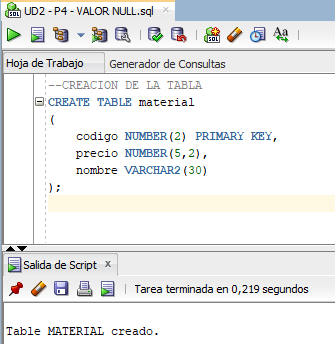 UD2 - P4 - VALOR NULL.sql
Hoja de Trabajo Generador de Consultas
--CREACION DE LA TABLA
CREATE TABLE material
(
codigo NUMBER(2) PRIMARY KEY,
precio NUMBER(5,2),
nombre VARCHAR2(30)
);
Salida de Script x
Tarea terminada en 0,219 segundos
Table MATERIAL creado.